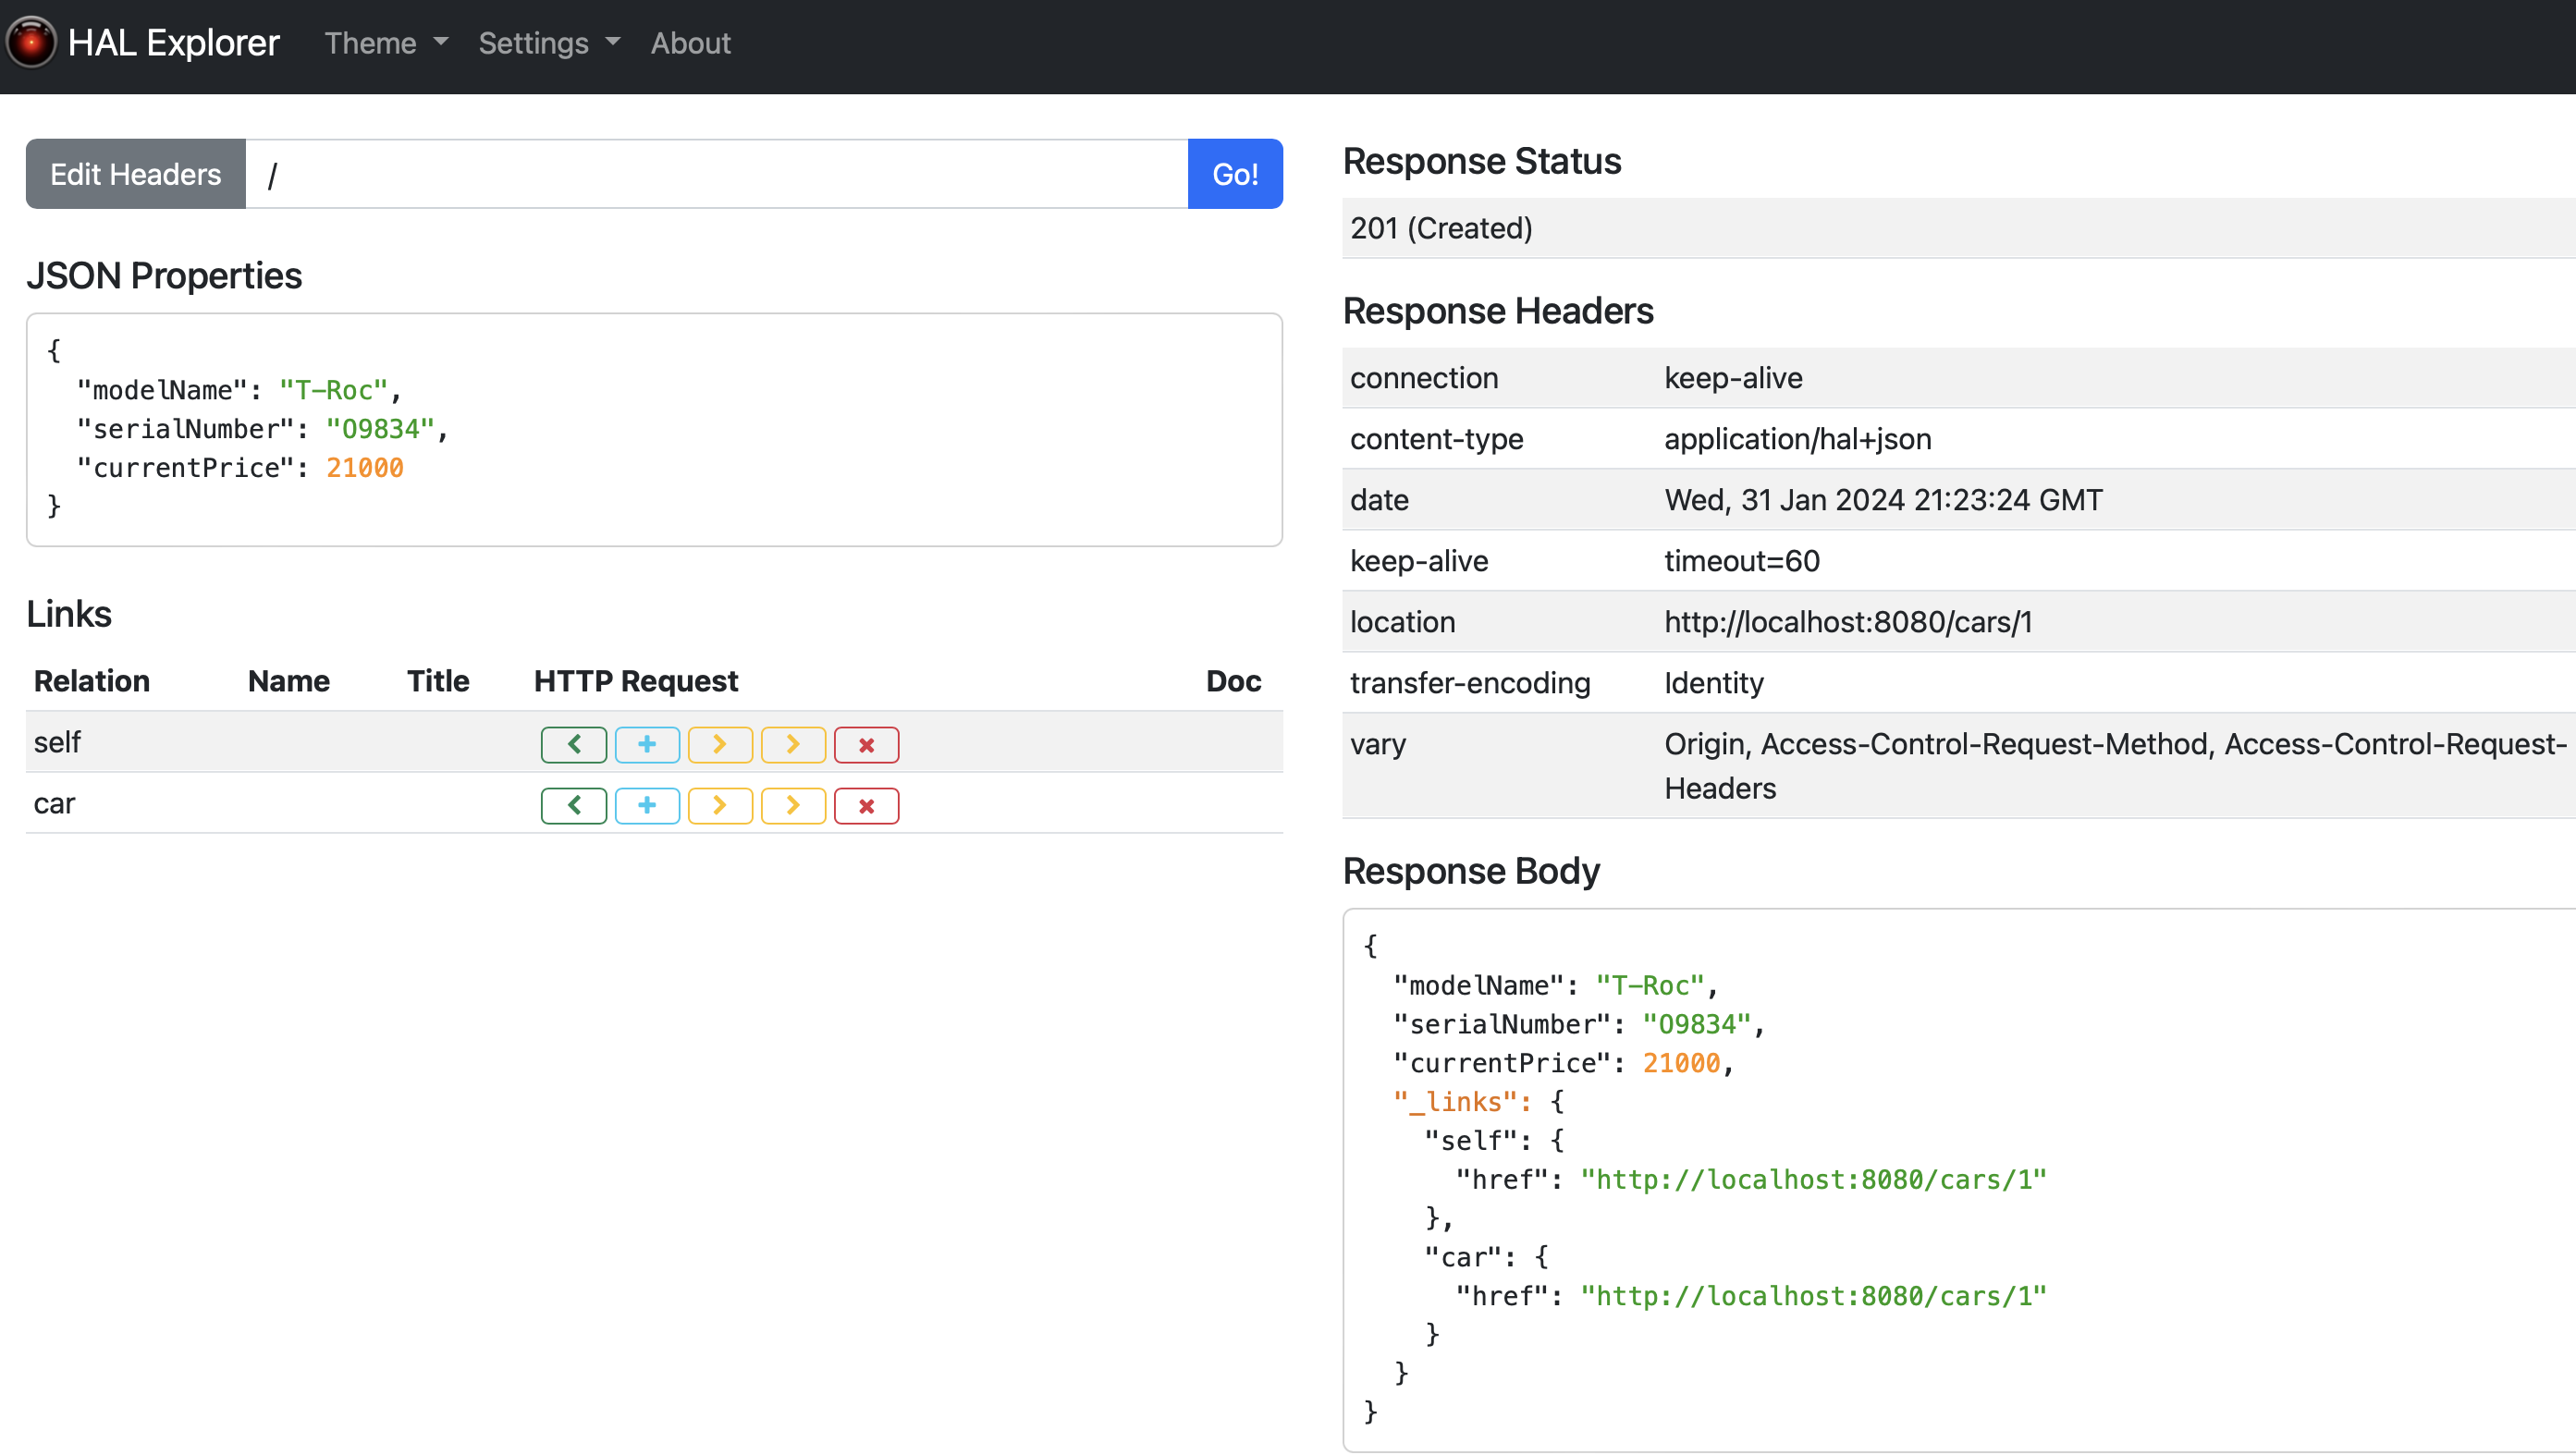 HAL Explorer Theme Settings About
Edit Headers / Go!
JSON Properties
{
"modelName": "T-Roc",
"serialNumber": "O9834",
"currentPrice": 21000
}
Links
Relation Name Title HTTP Request Doc
self
car
Response Status
201 (Created)
Response Headers
connection keep-alive
content-type application/hal+json
date Wed, 31 Jan 2024 21:23:24 GMT
keep-alive timeout=60
location http://localhost:8080/cars/1
transfer-encoding Identity
vary Origin, Access-Control-Request-Method, Access-Control-Request-
Headers
Response Body
{
"modelName": "T-Roc",
"serialNumber": "O9834",
"currentPrice": 21000,
"_links": {
"self": {
"href": "http://localhost:8080/cars/1"
},
"car": {
"href": "http://localhost:8080/cars/1"
}
}
}